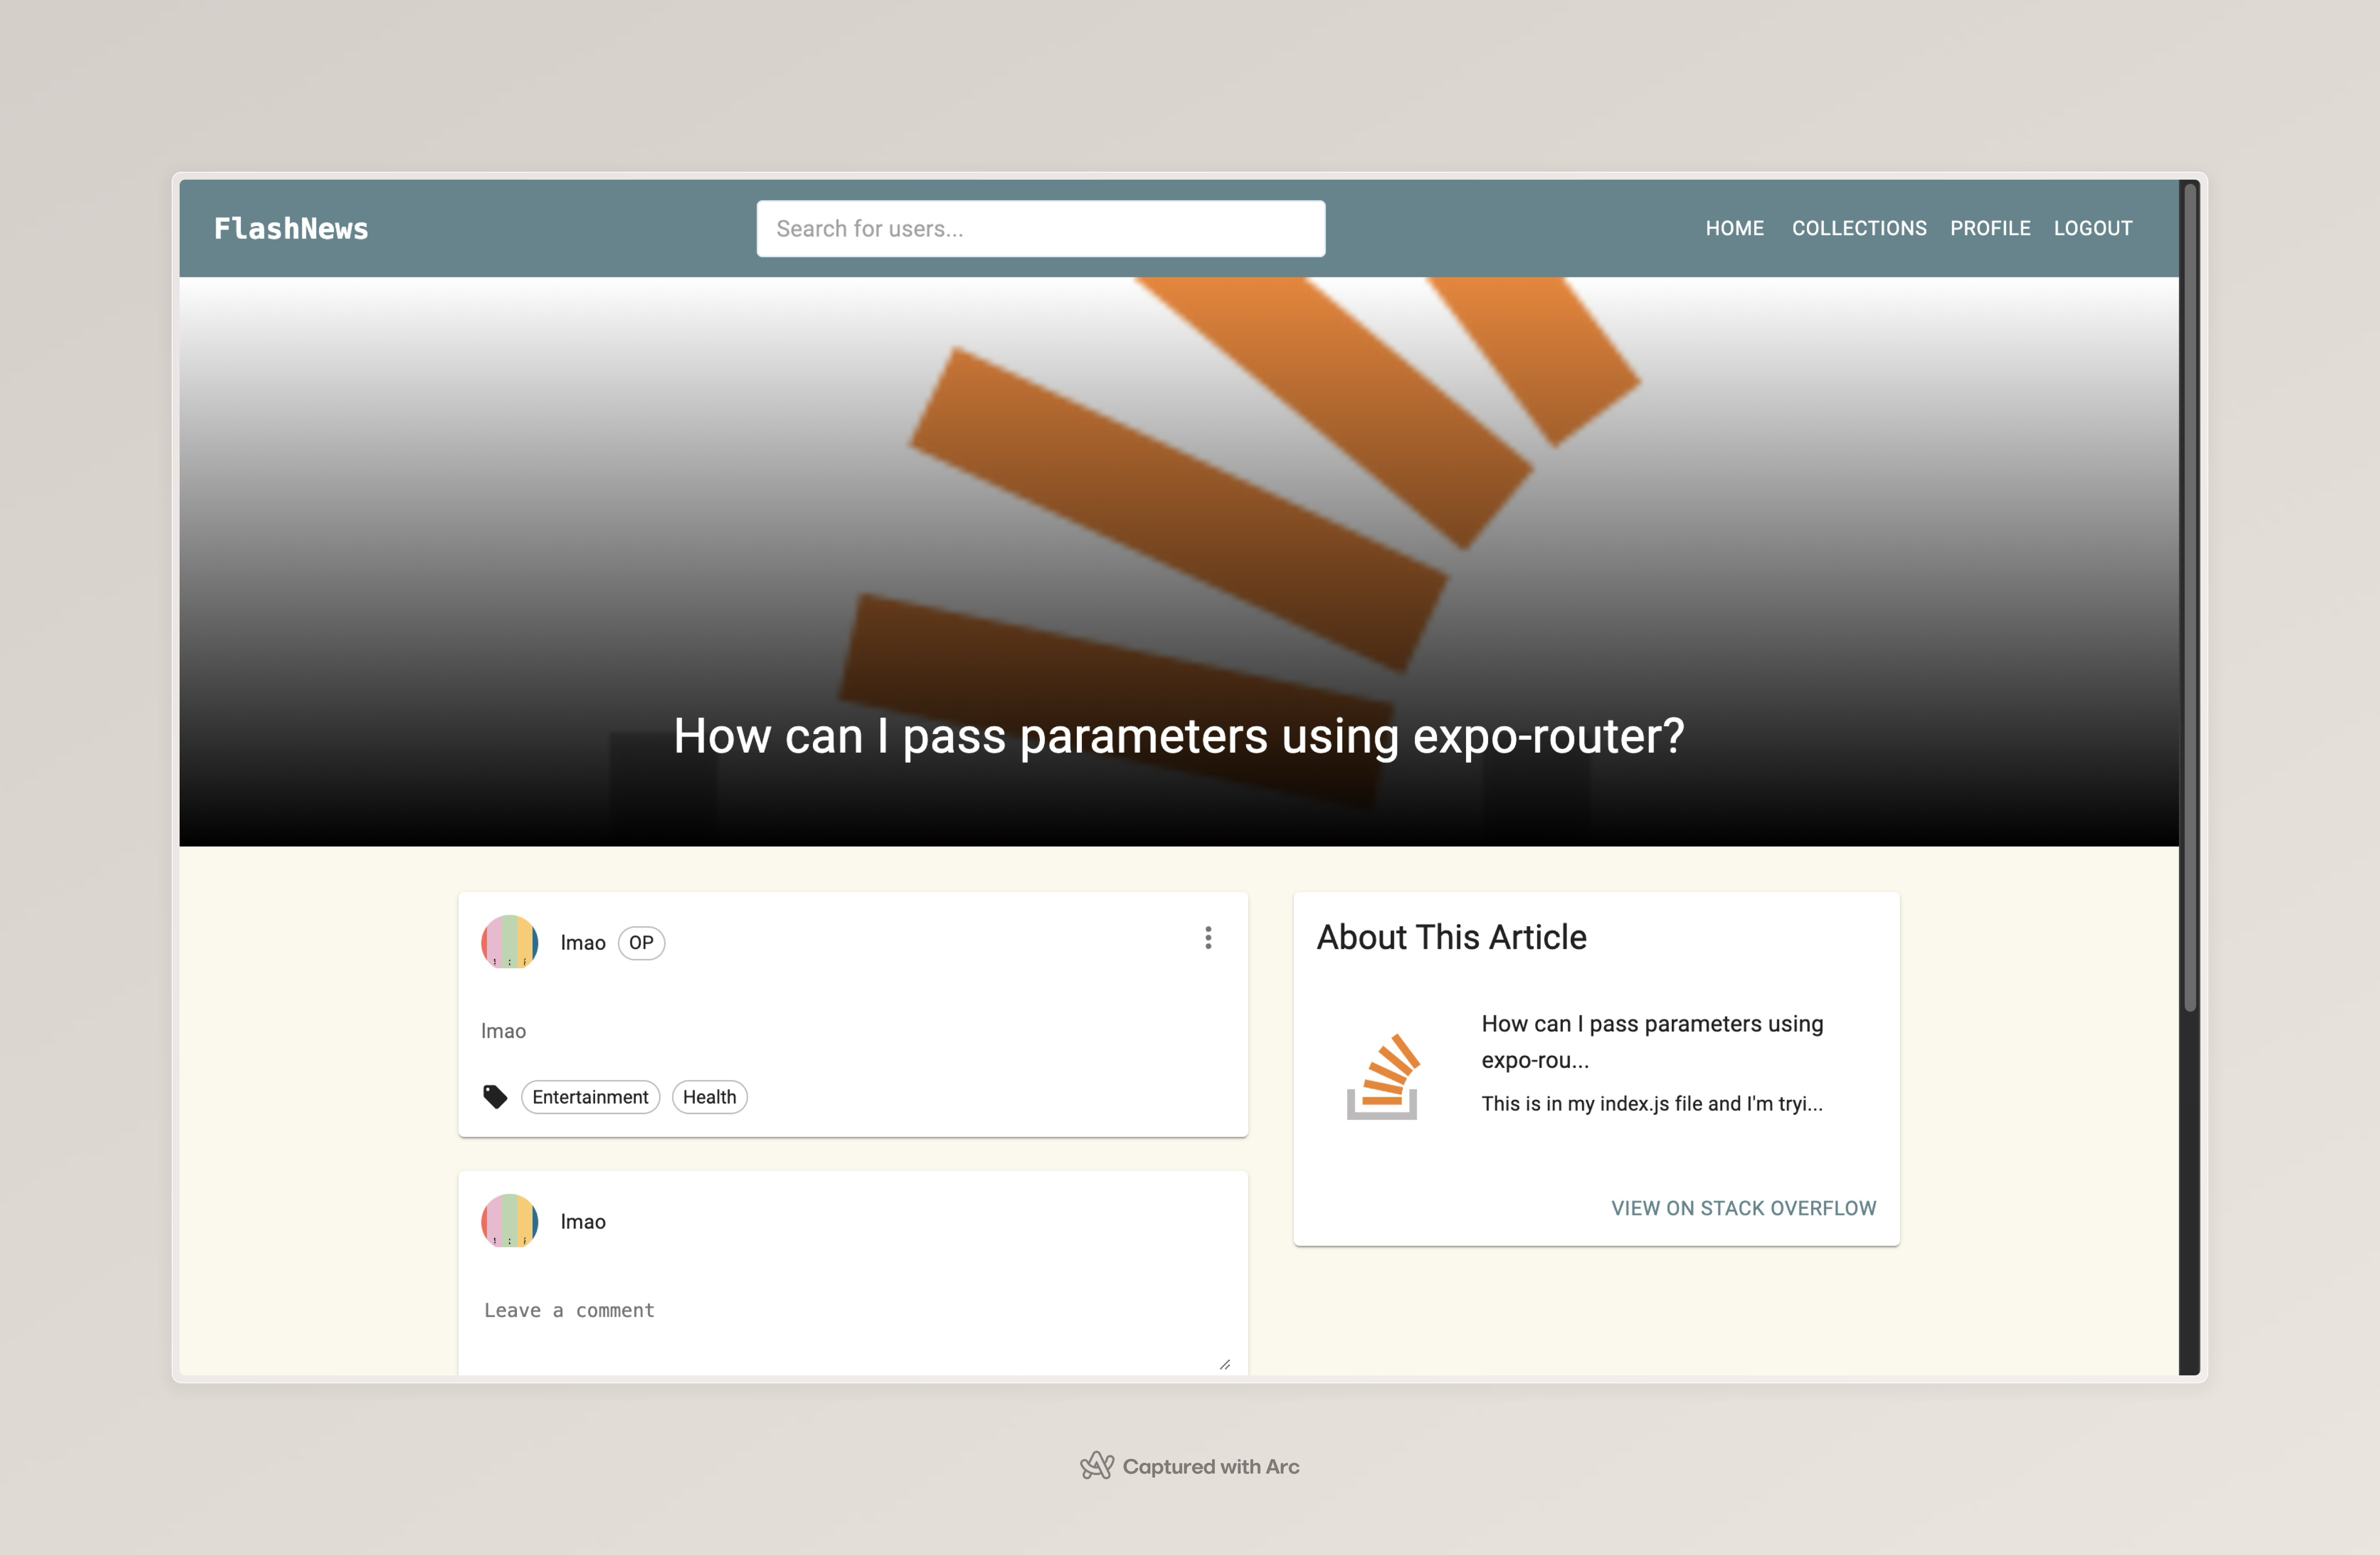 FlashNews
Search for users...
HOME COLLECTIONS PROFILE LOGOUT
How can I pass parameters using expo-router?
lmao OP
lmao
Entertainment Health
lmao
Leave a comment
About This Article
How can I pass parameters using
expo-rou...
This is in my index.js file and I'm tryi...
VIEW ON STACK OVERFLOW
Captured with Arc